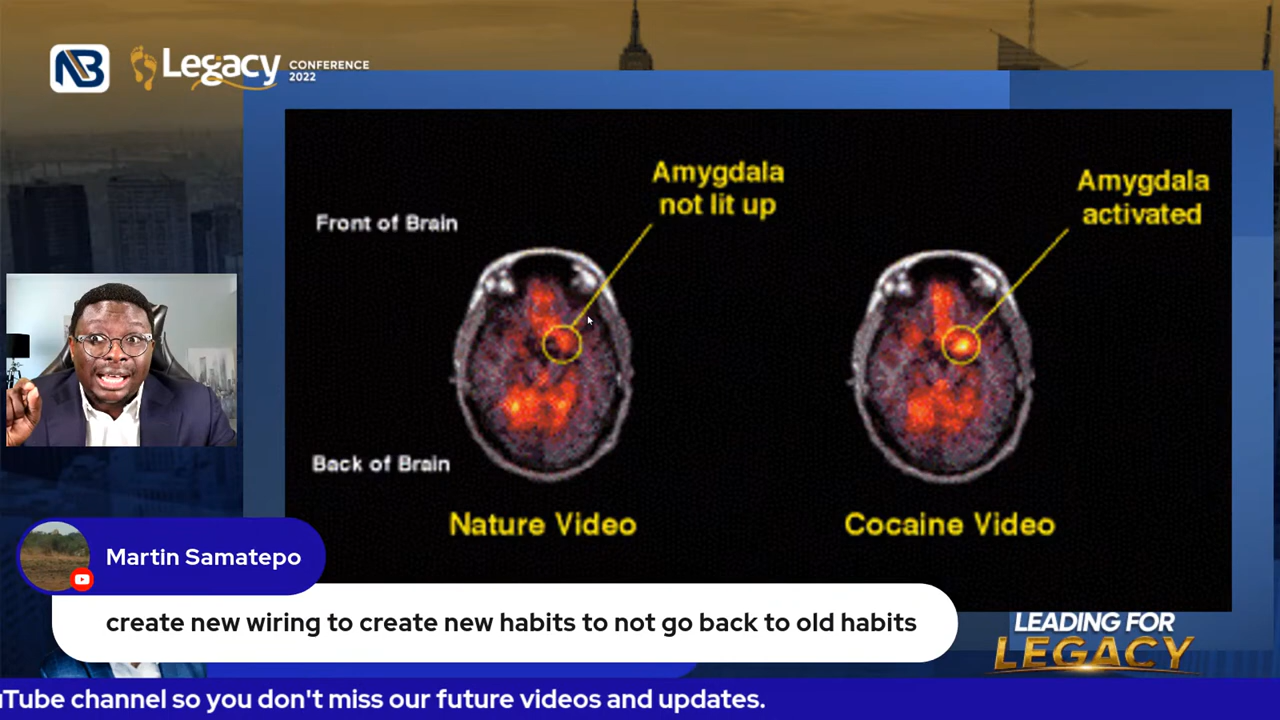 NB
Legacy
CONFERENCE
2022
Amygdala
not lit up
Amygdala
activated
Front of Brain
Back of Brain
Nature Video
Cocaine Video
Martin Samatepo
create new wiring to create new habits to not go back to old habits
LEADING FOR
LEGACY
Tube channel so you don't miss our future videos and updates.